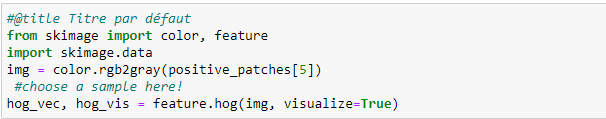 #@title Titre par défaut
from skimage import color, feature
import skimage.data
img = color.rgb2gray(positive_patches[5])
 #choose a sample here!
hog_vec, hog_vis = feature.hog(img, visualize=True)